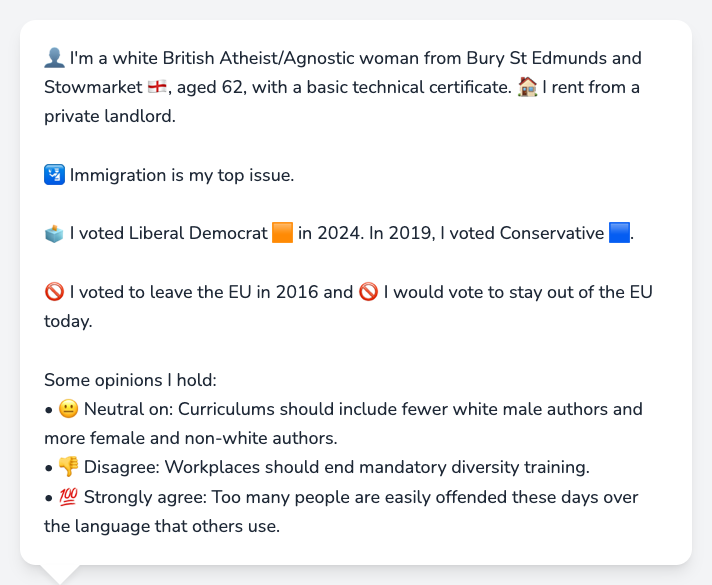 👤 I'm a white British Atheist/Agnostic woman from Bury St Edmunds and
Stowmarket 🏴󠁧󠁢󠁥󠁮󠁧󠁿, aged 62, with a basic technical certificate. 🏠 I rent from a
private landlord.
🛂 Immigration is my top issue.
🗳️ I voted Liberal Democrat 🟧 in 2024. In 2019, I voted Conservative 🟦.
🚫 I voted to leave the EU in 2016 and 🚫 I would vote to stay out of the EU
today.
Some opinions I hold:
• 😐 Neutral on: Curriculums should include fewer white male authors and
more female and non-white authors.
• 👎 Disagree: Workplaces should end mandatory diversity training.
• 💯 Strongly agree: Too many people are easily offended these days over
the language that others use.